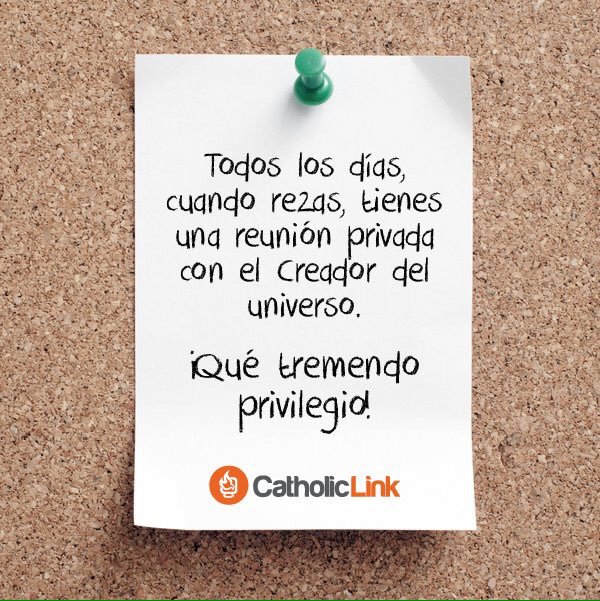 Todos los días,
cuando rezas, tienes
una reunión privada
con el Creador del
universo.
¡Qué tremendo
privilegio!
CatholicLink